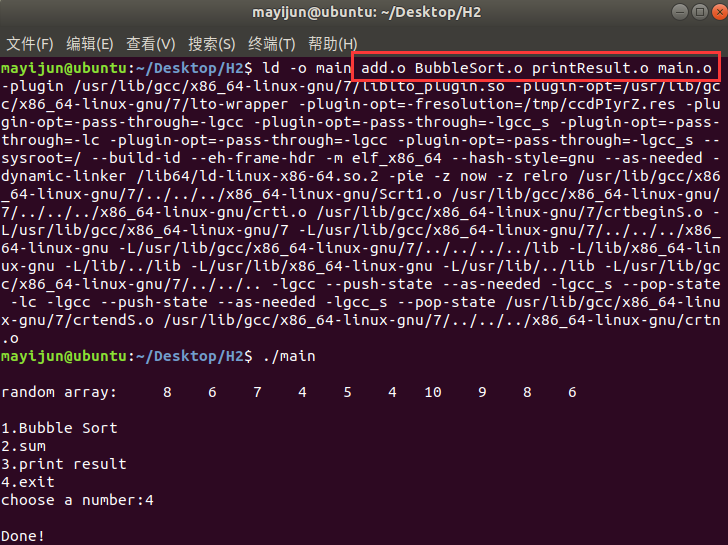 mayijun@ubuntu: ~/Desktop/H2
文件(F) 编辑(E) 查看(V) 搜索(S) 终端(T) 帮助(H)
mayijun@ubuntu:~/Desktop/H2$ ld -o main add.o BubbleSort.o printResult.o main.o
-plugin /usr/lib/gcc/x86_64-linux-gnu/7/liblto_plugin.so -plugin-opt=/usr/lib/gc
c/x86_64-linux-gnu/7/lto-wrapper -plugin-opt=-fresolution=/tmp/ccdPIyrZ.res -plu
gin-opt=-pass-through=-lgcc -plugin-opt=-pass-through=-lgcc_s -plugin-opt=-pass-
through=-lc -plugin-opt=-pass-through=-lgcc -plugin-opt=-pass-through=-lgcc_s --
sysroot=/ --build-id --eh-frame-hdr -m elf_x86_64 --hash-style=gnu --as-needed -
dynamic-linker /lib64/ld-linux-x86-64.so.2 -pie -z now -z relro /usr/lib/gcc/x86
_64-linux-gnu/7/../../../x86_64-linux-gnu/Scrt1.o /usr/lib/gcc/x86_64-linux-gnu/
7/../../../x86_64-linux-gnu/crti.o /usr/lib/gcc/x86_64-linux-gnu/7/crtbeginS.o -
L/usr/lib/gcc/x86_64-linux-gnu/7 -L/usr/lib/gcc/x86_64-linux-gnu/7/../../../x86_
64-linux-gnu -L/usr/lib/gcc/x86_64-linux-gnu/7/../../../../lib -L/lib/x86_64-lin
ux-gnu -L/lib/../lib -L/usr/lib/x86_64-linux-gnu -L/usr/lib/../lib -L/usr/lib/gc
c/x86_64-linux-gnu/7/../../.. -lgcc --push-state --as-needed -lgcc_s --pop-state
-lc -lgcc --push-state --as-needed -lgcc_s --pop-state /usr/lib/gcc/x86_64-linu
x-gnu/7/crtendS.o /usr/lib/gcc/x86_64-linux-gnu/7/../../../x86_64-linux-gnu/crtn
.o
mayijun@ubuntu:~/Desktop/H2$ ./main
random array: 8 6 7 4 5 4 10 9 8 6
1.Bubble Sort
2.sum
3.print result
4.exit
choose a number:4
Done!